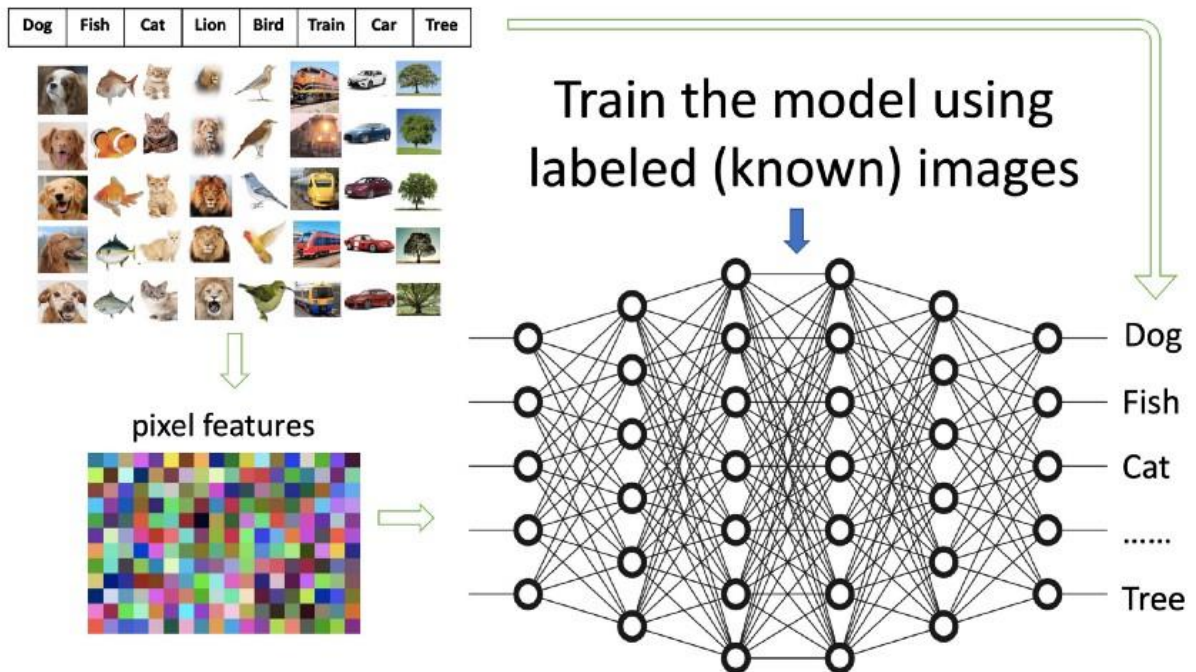 Dog Fish Cat Lion Bird Train Car Tree
Train the model using
labeled (known) images
pixel features
Dog
Fish
Cat
......
Tree